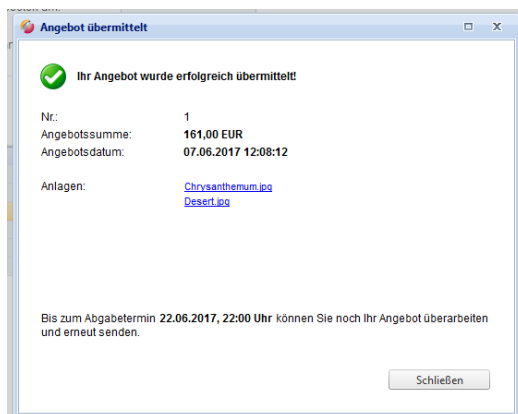 Angebot übermittelt
Ihr Angebot wurde erfolgreich übermittelt!
Nr.: 1
Angebotssumme: 161,00 EUR
Angebotsdatum: 07.06.2017 12:08:12
Anlagen: Chrysanthemum.jpg
Desert.jpg
Bis zum Abgabetermin 22.06.2017, 22:00 Uhr können Sie noch Ihr Angebot überarbeiten
und erneut senden.
Schließen